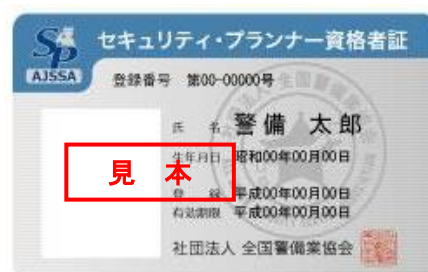 SP セキュリティ・プランナー資格者証
AJSSA
登録番号 第00-00000号
氏 名 警備 太郎
生年月日 昭和00年00月00日
見 本
登 録 平成00年00月00日
有効期限 平成00年00月00日
社団法人 全国警備業協会